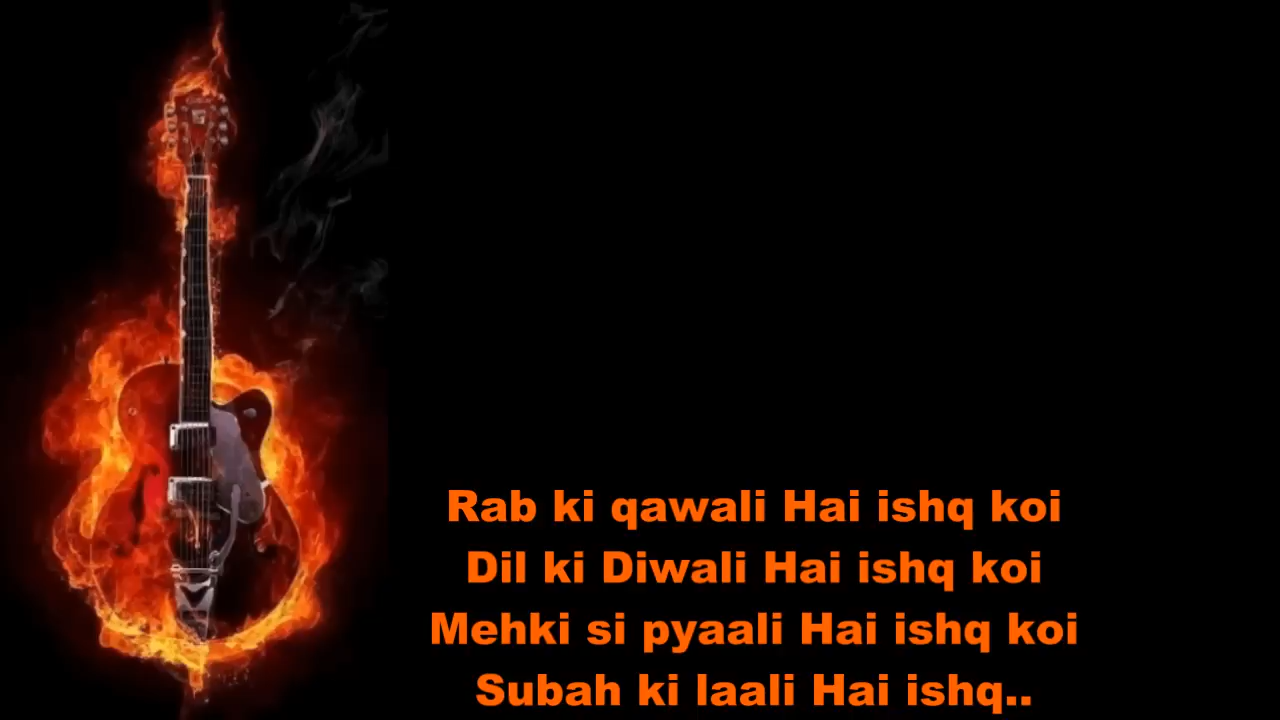 Rab ki qawali Hai ishq koi
Dil ki Diwali Hai ishq koi
Mehki si pyaali Hai ishq koi
Subah ki laali Hai ishq..